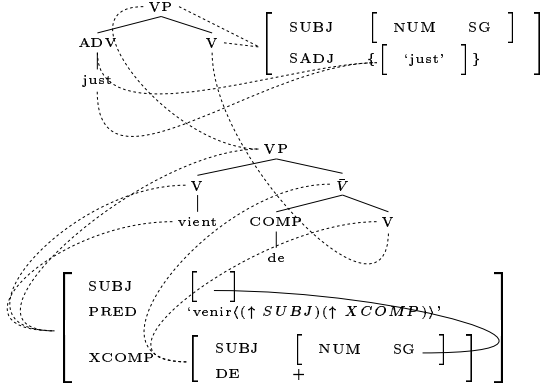 VP
ADV V
just
SUBJ [ NUM SG ]
SADJ { [ ‘just’ ] }
VP
V V̄
vient COMP V
de
SUBJ [ ]
PRED ‘venir⟨(↑ SUBJ)(↑ XCOMP)⟩’
XCOMP [ SUBJ [ NUM SG ]
DE + ]